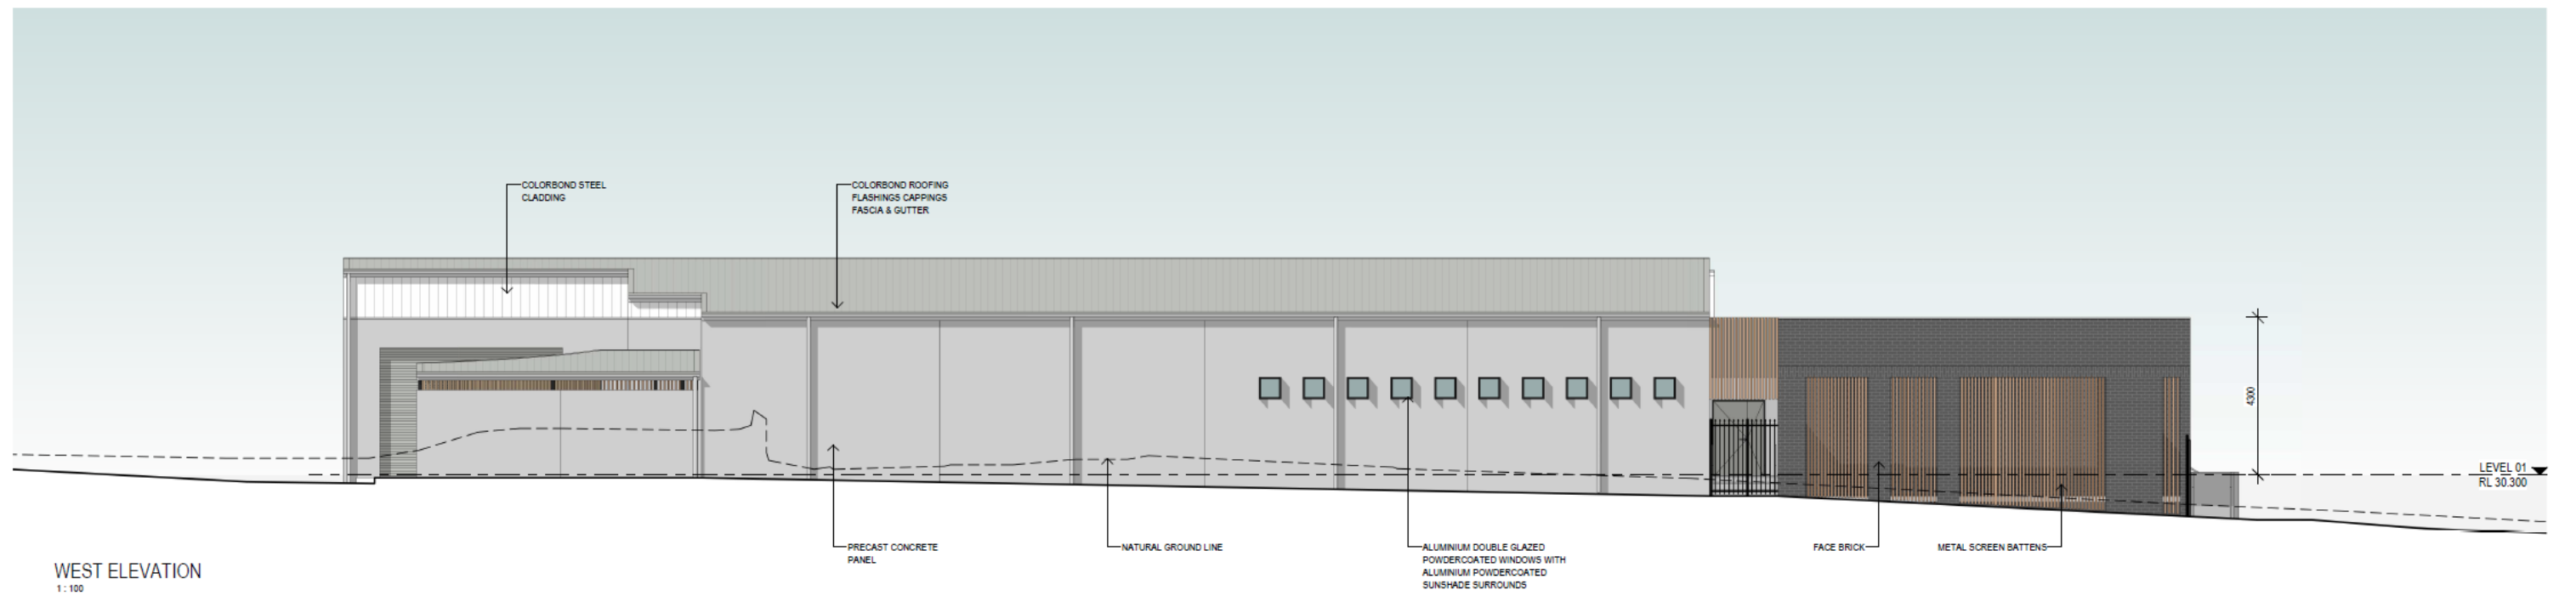 COLORBOND STEEL
CLADDING
COLORBOND ROOFING
FLASHINGS CAPPINGS
FASCIA & GUTTER
4300
LEVEL 01
RL 30.300
PRECAST CONCRETE
PANEL
NATURAL GROUND LINE
ALUMINIUM DOUBLE GLAZED
POWDERCOATED WINDOWS WITH
ALUMINIUM POWDERCOATED
SUNSHADE SURROUNDS
FACE BRICK
METAL SCREEN BATTENS
WEST ELEVATION
1 : 100